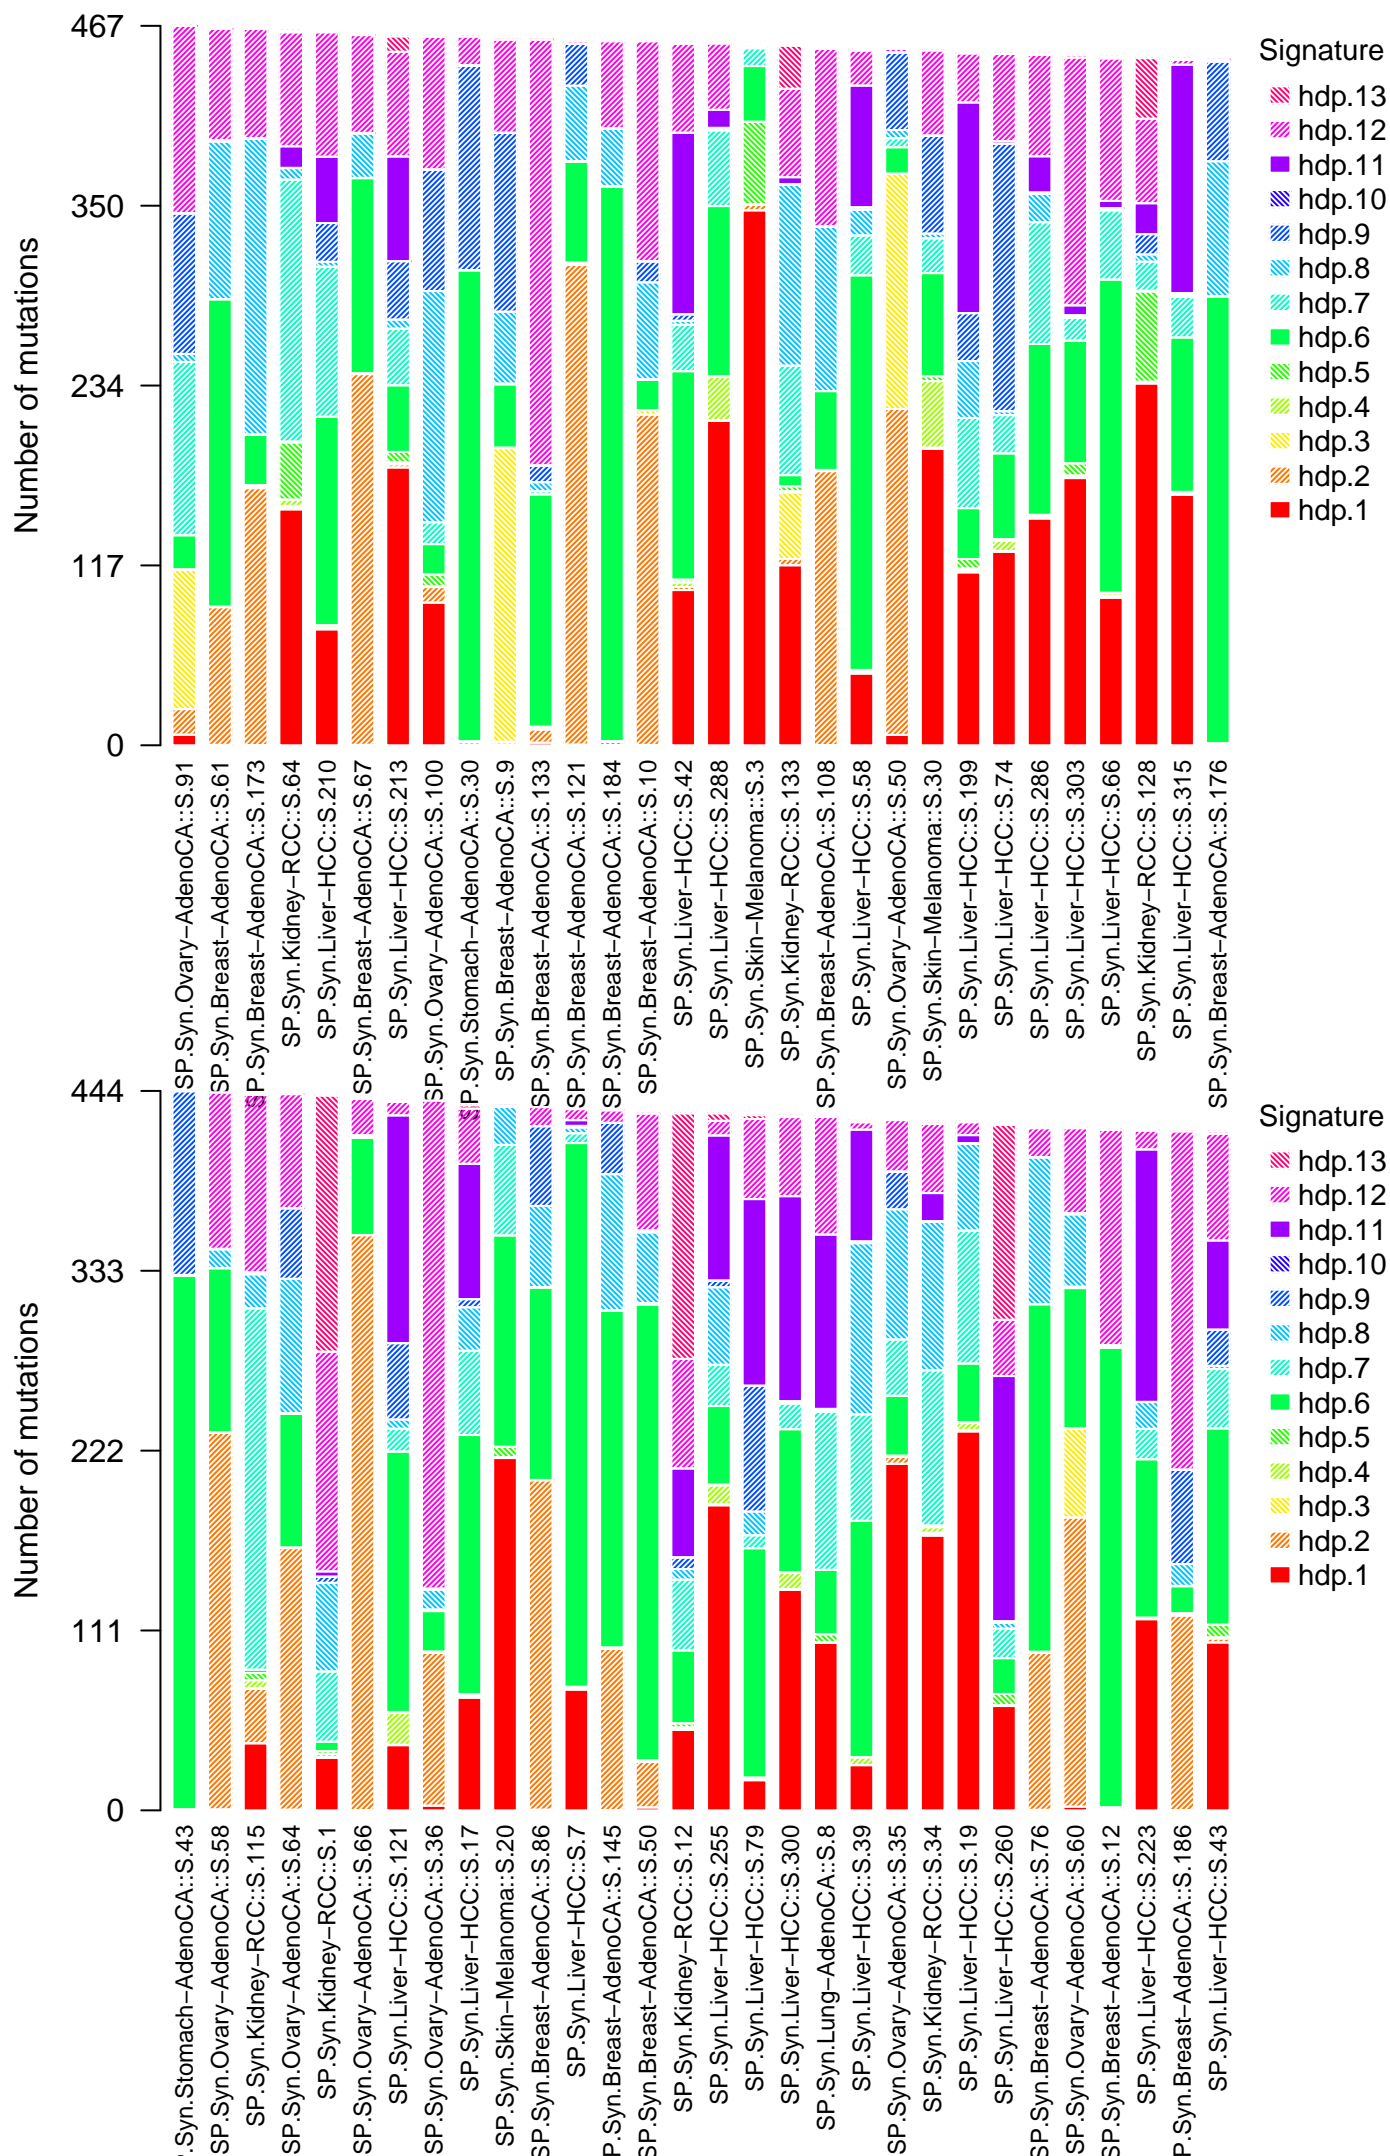 Number of mutations
467
350
234
117
0
SP.Syn.Ovary−AdenoCA::S.91
SP.Syn.Breast−AdenoCA::S.61
SP.Syn.Breast−AdenoCA::S.173
SP.Syn.Kidney−RCC::S.64
SP.Syn.Liver−HCC::S.210
SP.Syn.Breast−AdenoCA::S.67
SP.Syn.Liver−HCC::S.213
SP.Syn.Ovary−AdenoCA::S.100
SP.Syn.Stomach−AdenoCA::S.30
SP.Syn.Breast−AdenoCA::S.9
SP.Syn.Breast−AdenoCA::S.133
SP.Syn.Breast−AdenoCA::S.121
SP.Syn.Breast−AdenoCA::S.184
SP.Syn.Breast−AdenoCA::S.10
SP.Syn.Liver−HCC::S.42
SP.Syn.Liver−HCC::S.288
SP.Syn.Skin−Melanoma::S.3
SP.Syn.Kidney−RCC::S.133
SP.Syn.Breast−AdenoCA::S.108
SP.Syn.Liver−HCC::S.58
SP.Syn.Ovary−AdenoCA::S.50
SP.Syn.Skin−Melanoma::S.30
SP.Syn.Liver−HCC::S.199
SP.Syn.Liver−HCC::S.74
SP.Syn.Liver−HCC::S.286
SP.Syn.Liver−HCC::S.303
SP.Syn.Liver−HCC::S.66
SP.Syn.Kidney−RCC::S.128
SP.Syn.Liver−HCC::S.315
SP.Syn.Breast−AdenoCA::S.176
Signature
hdp.13
hdp.12
hdp.11
hdp.10
hdp.9
hdp.8
hdp.7
hdp.6
hdp.5
hdp.4
hdp.3
hdp.2
hdp.1
Number of mutations
444
333
222
111
0
P.Syn.Stomach−AdenoCA::S.43
SP.Syn.Ovary−AdenoCA::S.58
SP.Syn.Kidney−RCC::S.115
SP.Syn.Ovary−AdenoCA::S.64
SP.Syn.Kidney−RCC::S.1
SP.Syn.Ovary−AdenoCA::S.66
SP.Syn.Liver−HCC::S.121
SP.Syn.Ovary−AdenoCA::S.36
SP.Syn.Liver−HCC::S.17
SP.Syn.Skin−Melanoma::S.20
SP.Syn.Breast−AdenoCA::S.86
SP.Syn.Liver−HCC::S.7
P.Syn.Breast−AdenoCA::S.145
SP.Syn.Breast−AdenoCA::S.50
SP.Syn.Kidney−RCC::S.12
SP.Syn.Liver−HCC::S.255
SP.Syn.Liver−HCC::S.79
SP.Syn.Liver−HCC::S.300
SP.Syn.Lung−AdenoCA::S.8
SP.Syn.Liver−HCC::S.39
SP.Syn.Ovary−AdenoCA::S.35
SP.Syn.Kidney−RCC::S.34
SP.Syn.Liver−HCC::S.19
SP.Syn.Liver−HCC::S.260
SP.Syn.Breast−AdenoCA::S.76
SP.Syn.Ovary−AdenoCA::S.60
SP.Syn.Breast−AdenoCA::S.12
SP.Syn.Liver−HCC::S.223
SP.Syn.Breast−AdenoCA::S.186
SP.Syn.Liver−HCC::S.43
Signature
hdp.13
hdp.12
hdp.11
hdp.10
hdp.9
hdp.8
hdp.7
hdp.6
hdp.5
hdp.4
hdp.3
hdp.2
hdp.1